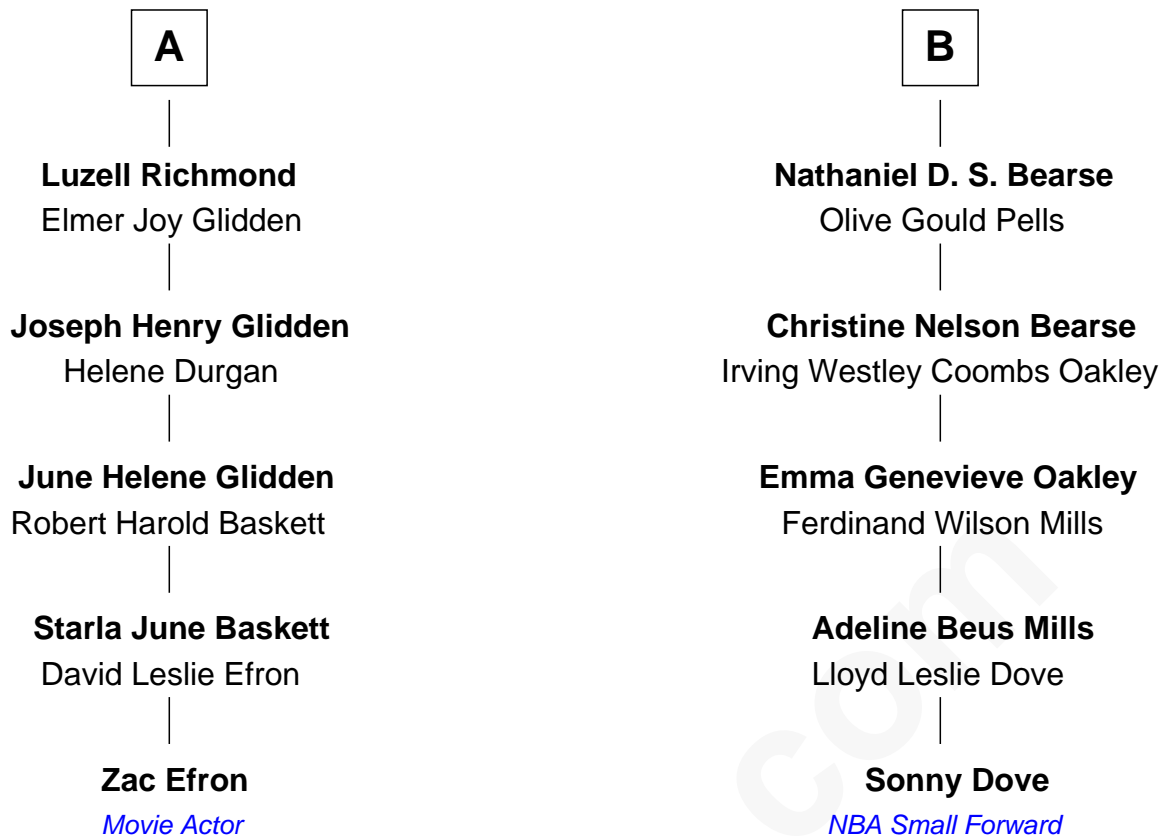 A
Luzell Richmond
Elmer Joy Glidden
Joseph Henry Glidden
Helene Durgan
June Helene Glidden
Robert Harold Baskett
Starla June Baskett
David Leslie Efron
Zac Efron
Movie Actor
B
Nathaniel D. S. Bearse
Olive Gould Pells
Christine Nelson Bearse
Irving Westley Coombs Oakley
Emma Genevieve Oakley
Ferdinand Wilson Mills
Adeline Beus Mills
Lloyd Leslie Dove
Sonny Dove
NBA Small Forward
com